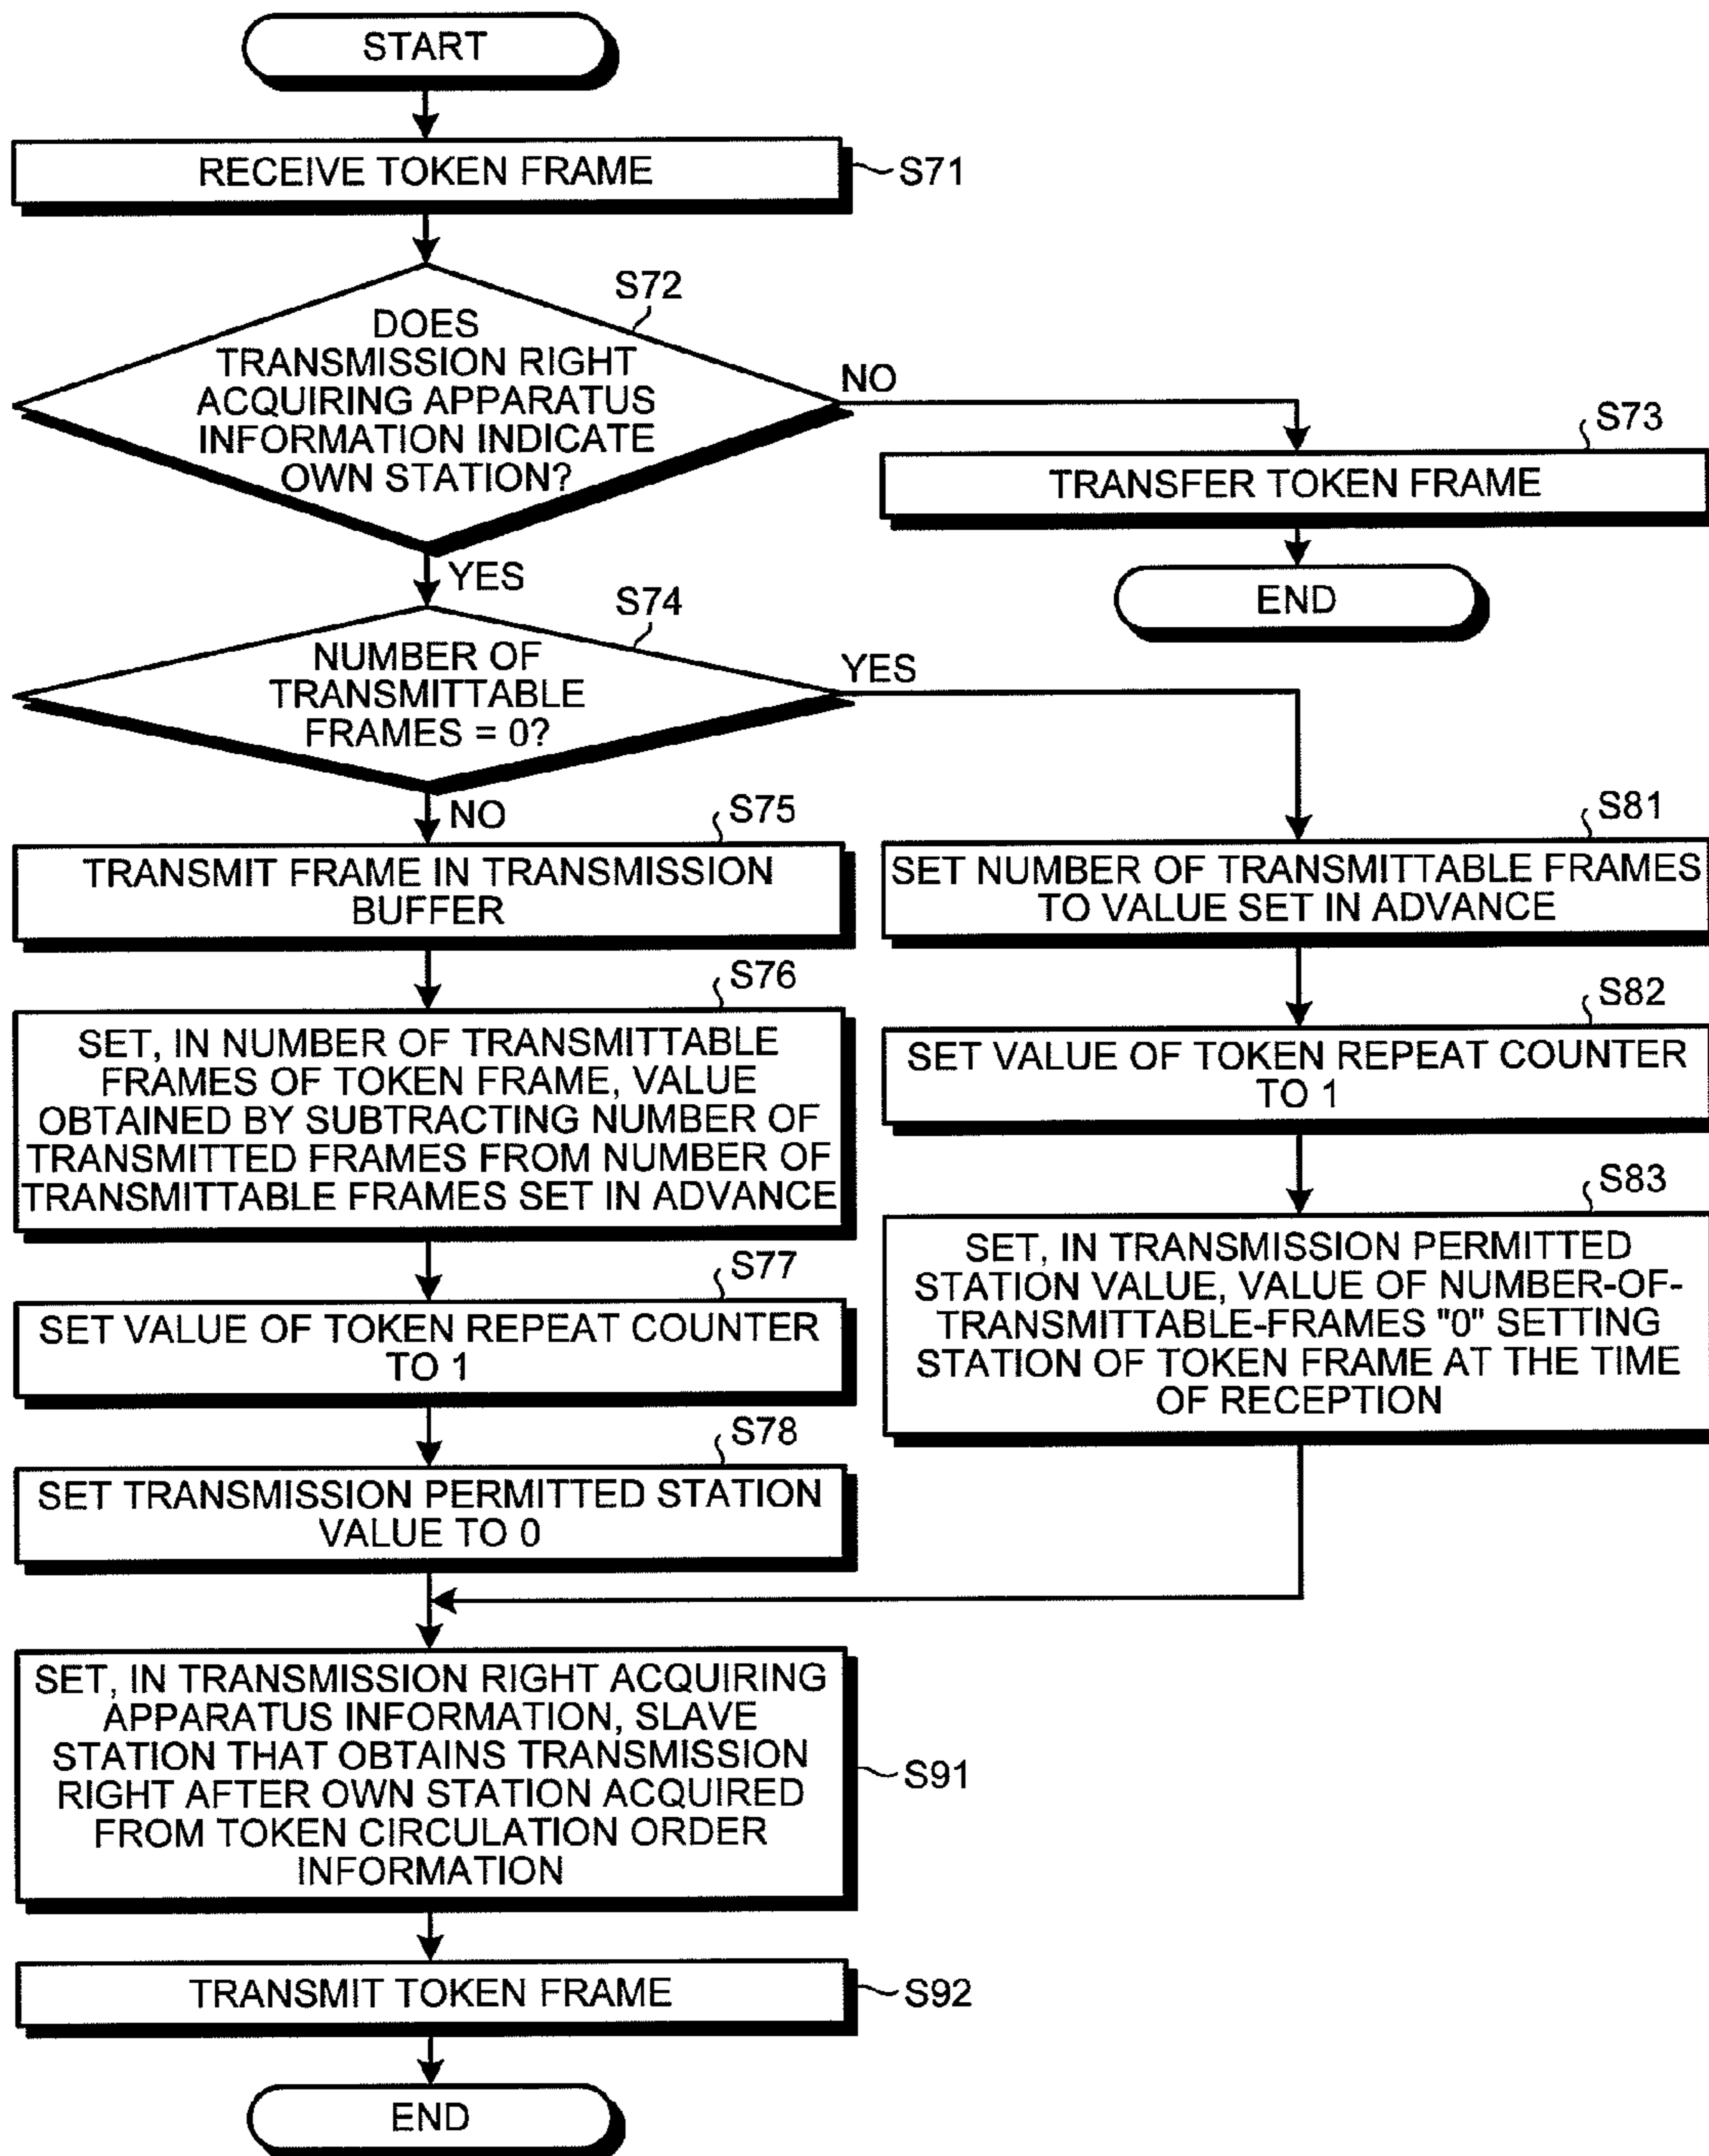 START
RECEIVE TOKEN FRAME
S71
S72
DOES
TRANSMISSION RIGHT
ACQUIRING APPARATUS
INFORMATION INDICATE
OWN STATION?
NO
S73
TRANSFER TOKEN FRAME
END
YES
S74
NUMBER OF
TRANSMITTABLE
FRAMES = 0?
YES
NO
S75
TRANSMIT FRAME IN TRANSMISSION
BUFFER
S76
SET, IN NUMBER OF TRANSMITTABLE
FRAMES OF TOKEN FRAME, VALUE
OBTAINED BY SUBTRACTING NUMBER OF
TRANSMITTED FRAMES FROM NUMBER OF
TRANSMITTABLE FRAMES SET IN ADVANCE
S77
SET VALUE OF TOKEN REPEAT COUNTER
TO 1
S78
SET TRANSMISSION PERMITTED STATION
VALUE TO 0
S81
SET NUMBER OF TRANSMITTABLE FRAMES
TO VALUE SET IN ADVANCE
S82
SET VALUE OF TOKEN REPEAT COUNTER
TO 1
S83
SET, IN TRANSMISSION PERMITTED
STATION VALUE, VALUE OF NUMBER-OF-
TRANSMITTABLE-FRAMES "0" SETTING
STATION OF TOKEN FRAME AT THE TIME
OF RECEPTION
SET, IN TRANSMISSION RIGHT ACQUIRING
APPARATUS INFORMATION, SLAVE
STATION THAT OBTAINS TRANSMISSION
RIGHT AFTER OWN STATION ACQUIRED
FROM TOKEN CIRCULATION ORDER
INFORMATION
S91
TRANSMIT TOKEN FRAME
S92
END